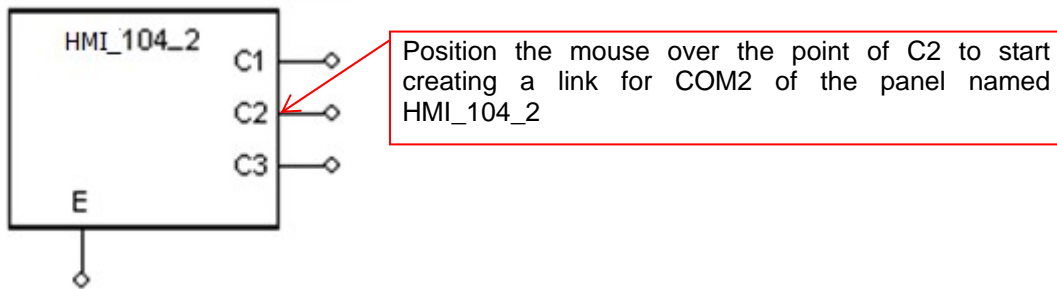 HMI_104_2
C1
C2
C3
E
Position the mouse over the point of C2 to start
creating a link for COM2 of the panel named
HMI_104_2